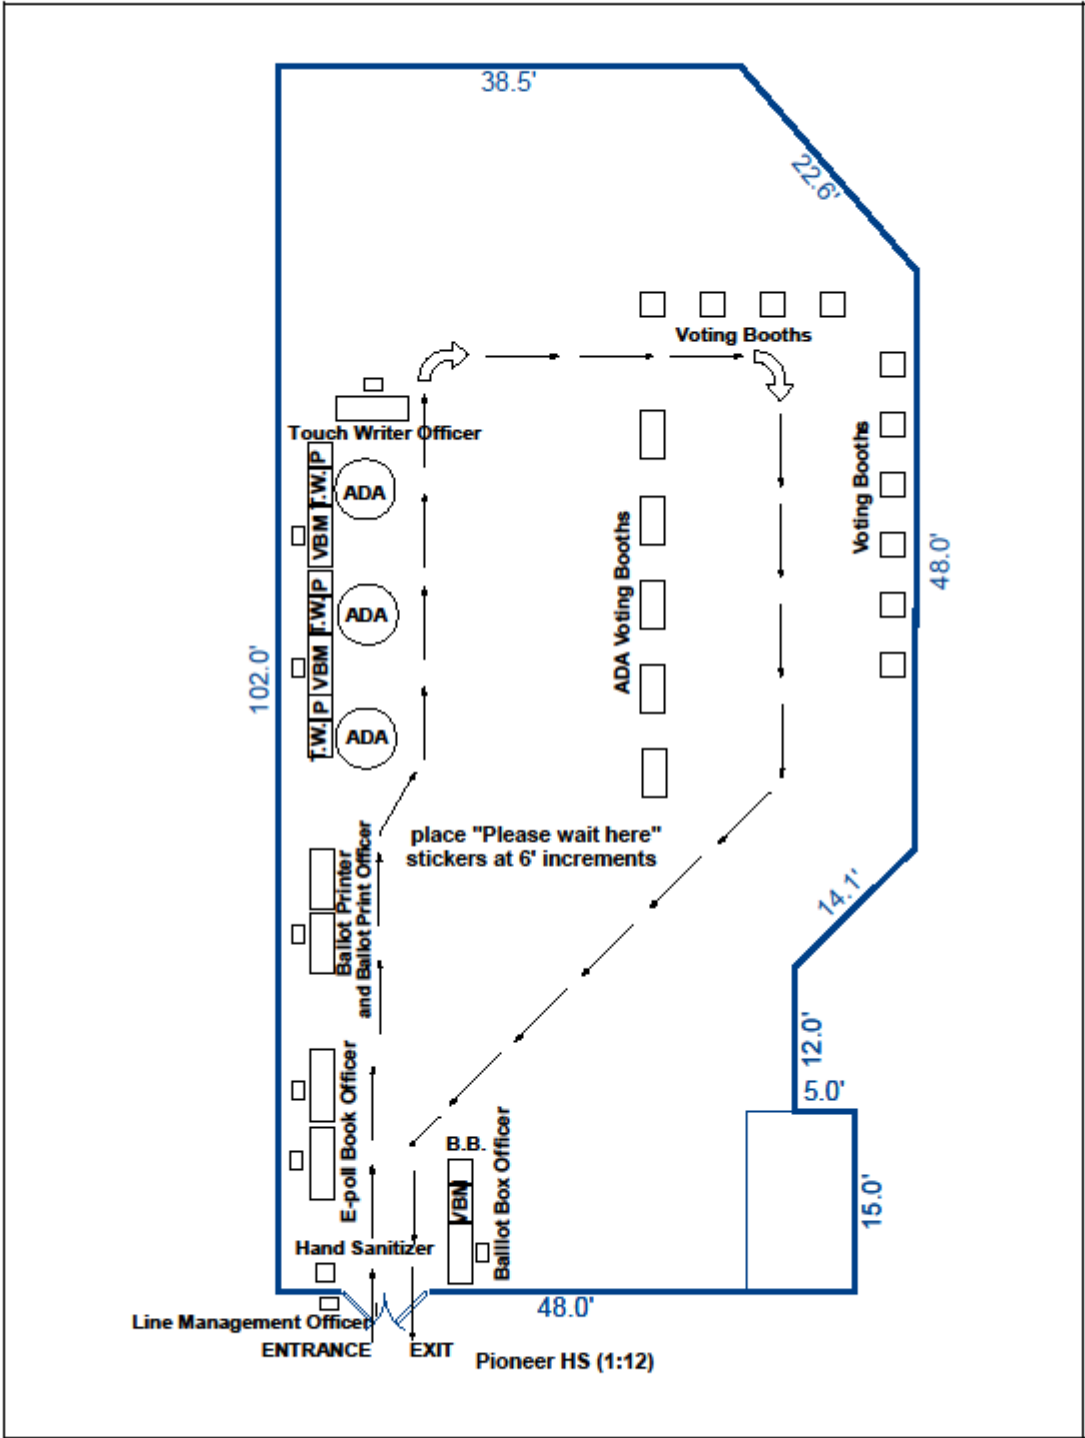 38.5'
22.6'
Voting Booths
Touch Writer Officer
T.W. P
ADA
VBM
Voting Booths
ADA Voting Booths
48.0'
T.W. P
ADA
VBM
102.0'
T.W. P
ADA
place "Please wait here"
stickers at 6' increments
Ballot Printer
and Ballot Print Officer
14.1'
12.0'
5.0'
E-poll Book Officer
B.B.
VBM
Balllot Box Officer
15.0'
Hand Sanitizer
48.0'
Line Management Officer
ENTRANCE
EXIT
Pioneer HS (1:12)